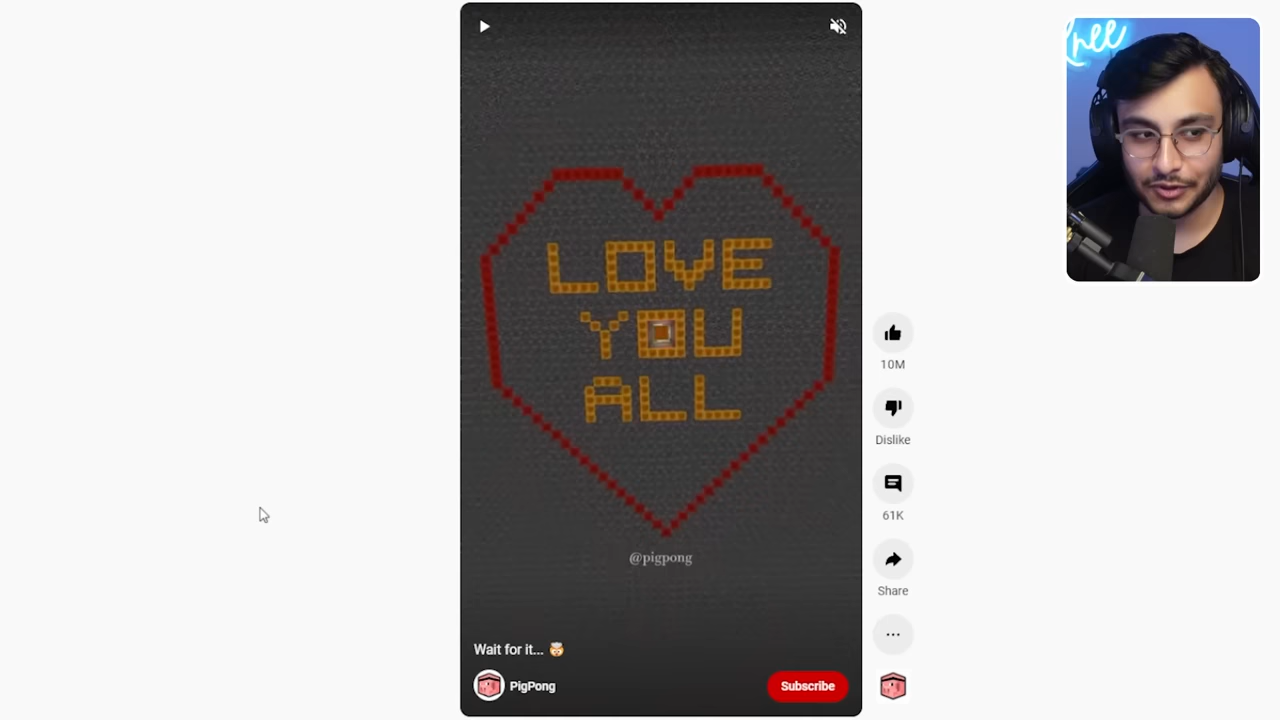 LOVE
YOU
ALL
@pigpong
Wait for it...
PigPong
Subscribe
10M
Dislike
61K
Share